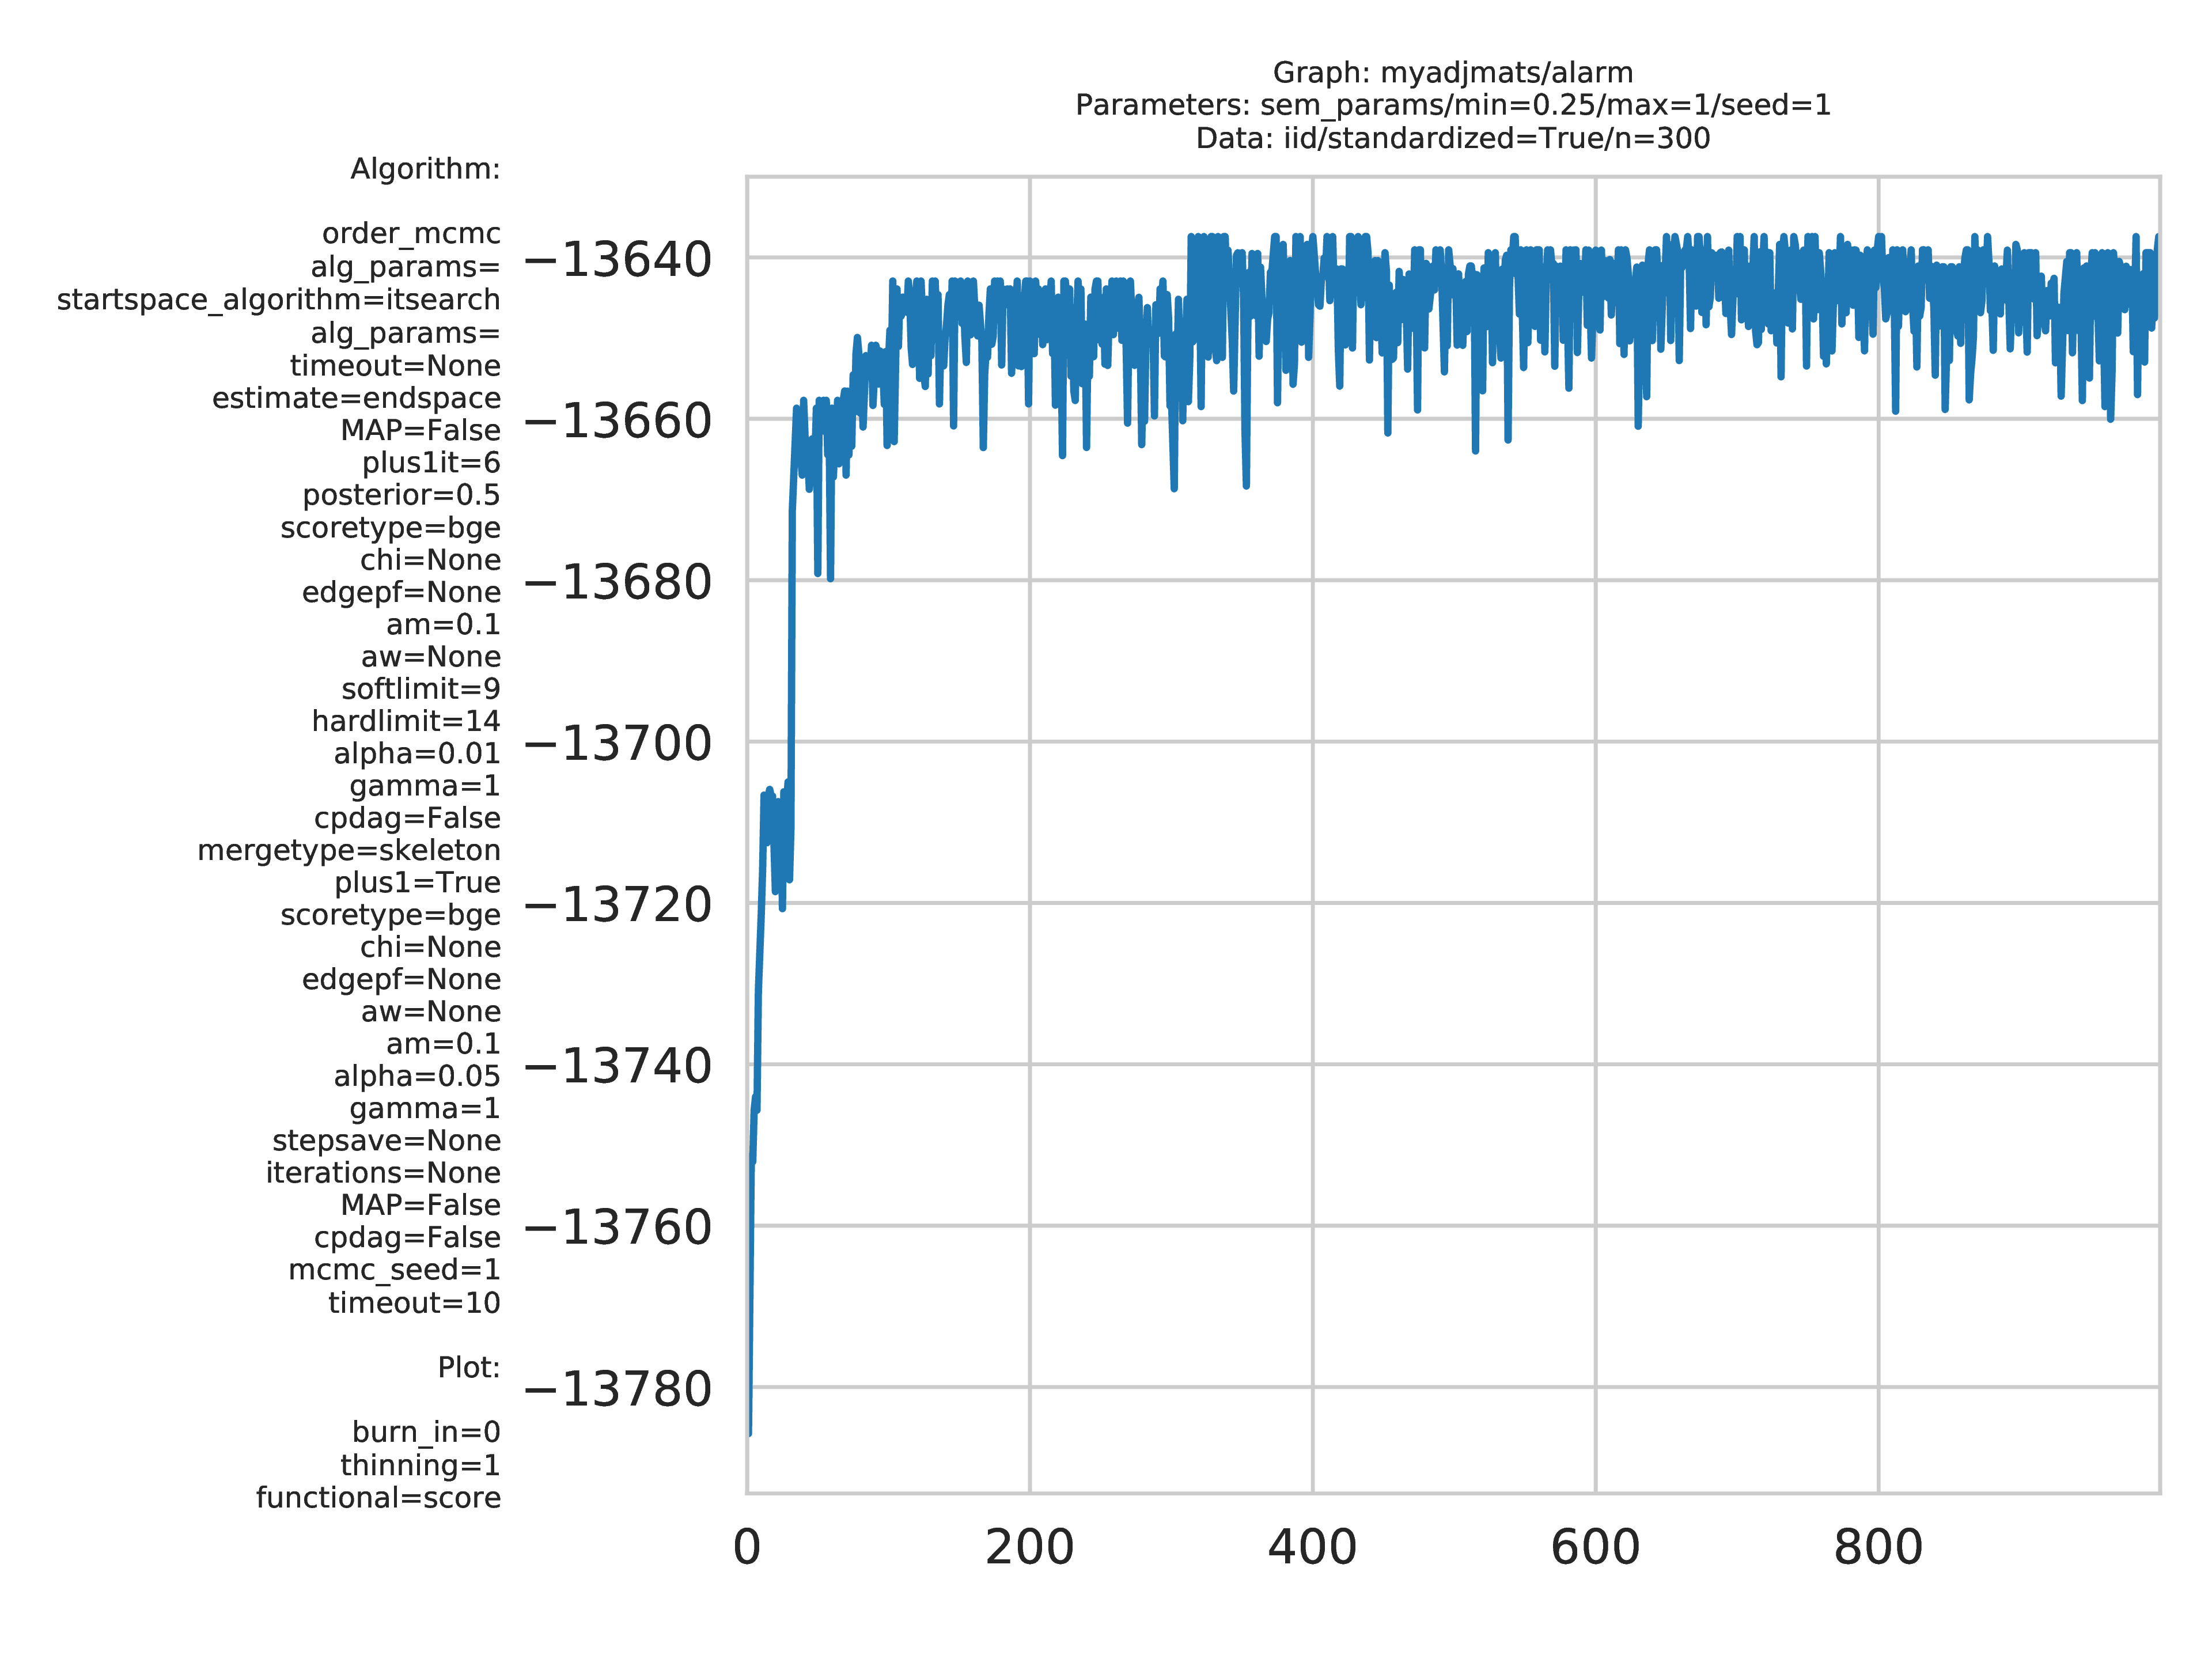 Graph: myadjmats/alarm
Parameters: sem_params/min=0.25/max=1/seed=1
Data: iid/standardized=True/n=300
Algorithm:
order_mcmc
alg_params=
startspace_algorithm=itsearch
alg_params=
timeout=None
estimate=endspace
MAP=False
plus1it=6
posterior=0.5
scoretype=bge
chi=None
edgepf=None
am=0.1
aw=None
softlimit=9
hardlimit=14
alpha=0.01
gamma=1
cpdag=False
mergetype=skeleton
plus1=True
scoretype=bge
chi=None
edgepf=None
aw=None
am=0.1
alpha=0.05
gamma=1
stepsave=None
iterations=None
MAP=False
cpdag=False
mcmc_seed=1
timeout=10
Plot:
burn_in=0
thinning=1
functional=score
−13640
−13660
−13680
−13700
−13720
−13740
−13760
−13780
0 200 400 600 800